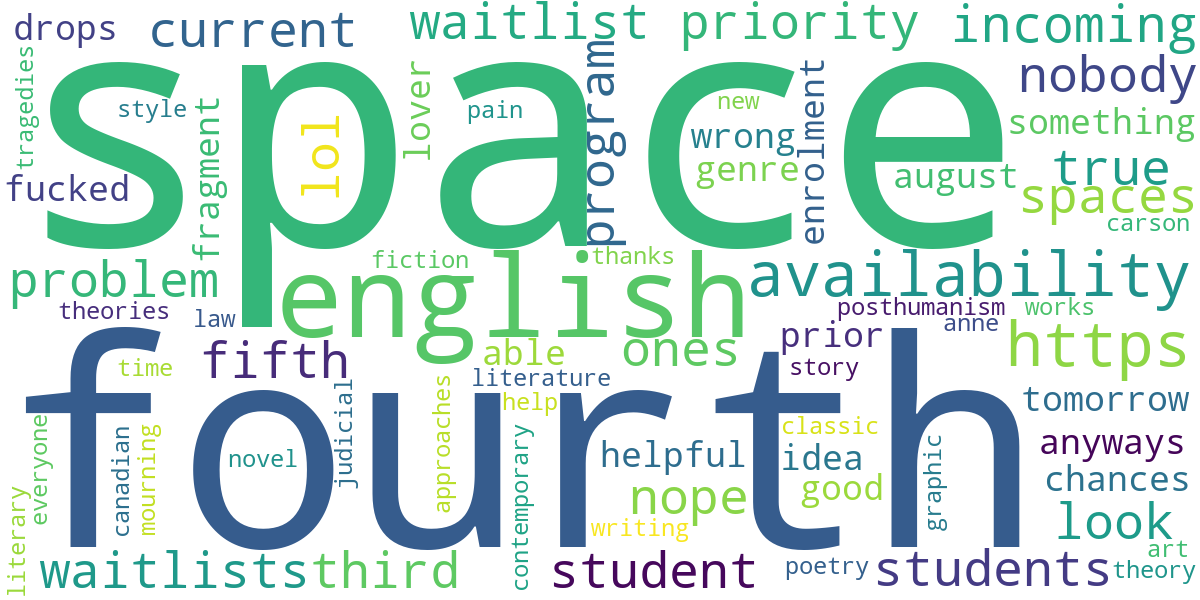 drops
current
waitlist
priority
incoming
space
tragedies
style
fragment
lol
lover
pain
program
new
wrong
genre
enrolment
nobody
something
true
august
spaces
carson
fucked
problem
english
fiction
thanks
availability
theories
law
posthumanism
works
anne
fifth
able
ones
prior
https
story
fourth
time
literature
help
tomorrow
everyone
canadian
mourning
novel
judicial
approaches
contemporary
helpful
classic
idea
graphic
anyways
chances
nope
good
writing
look
literary
waitlists
third
student
poetry
students
art
theory